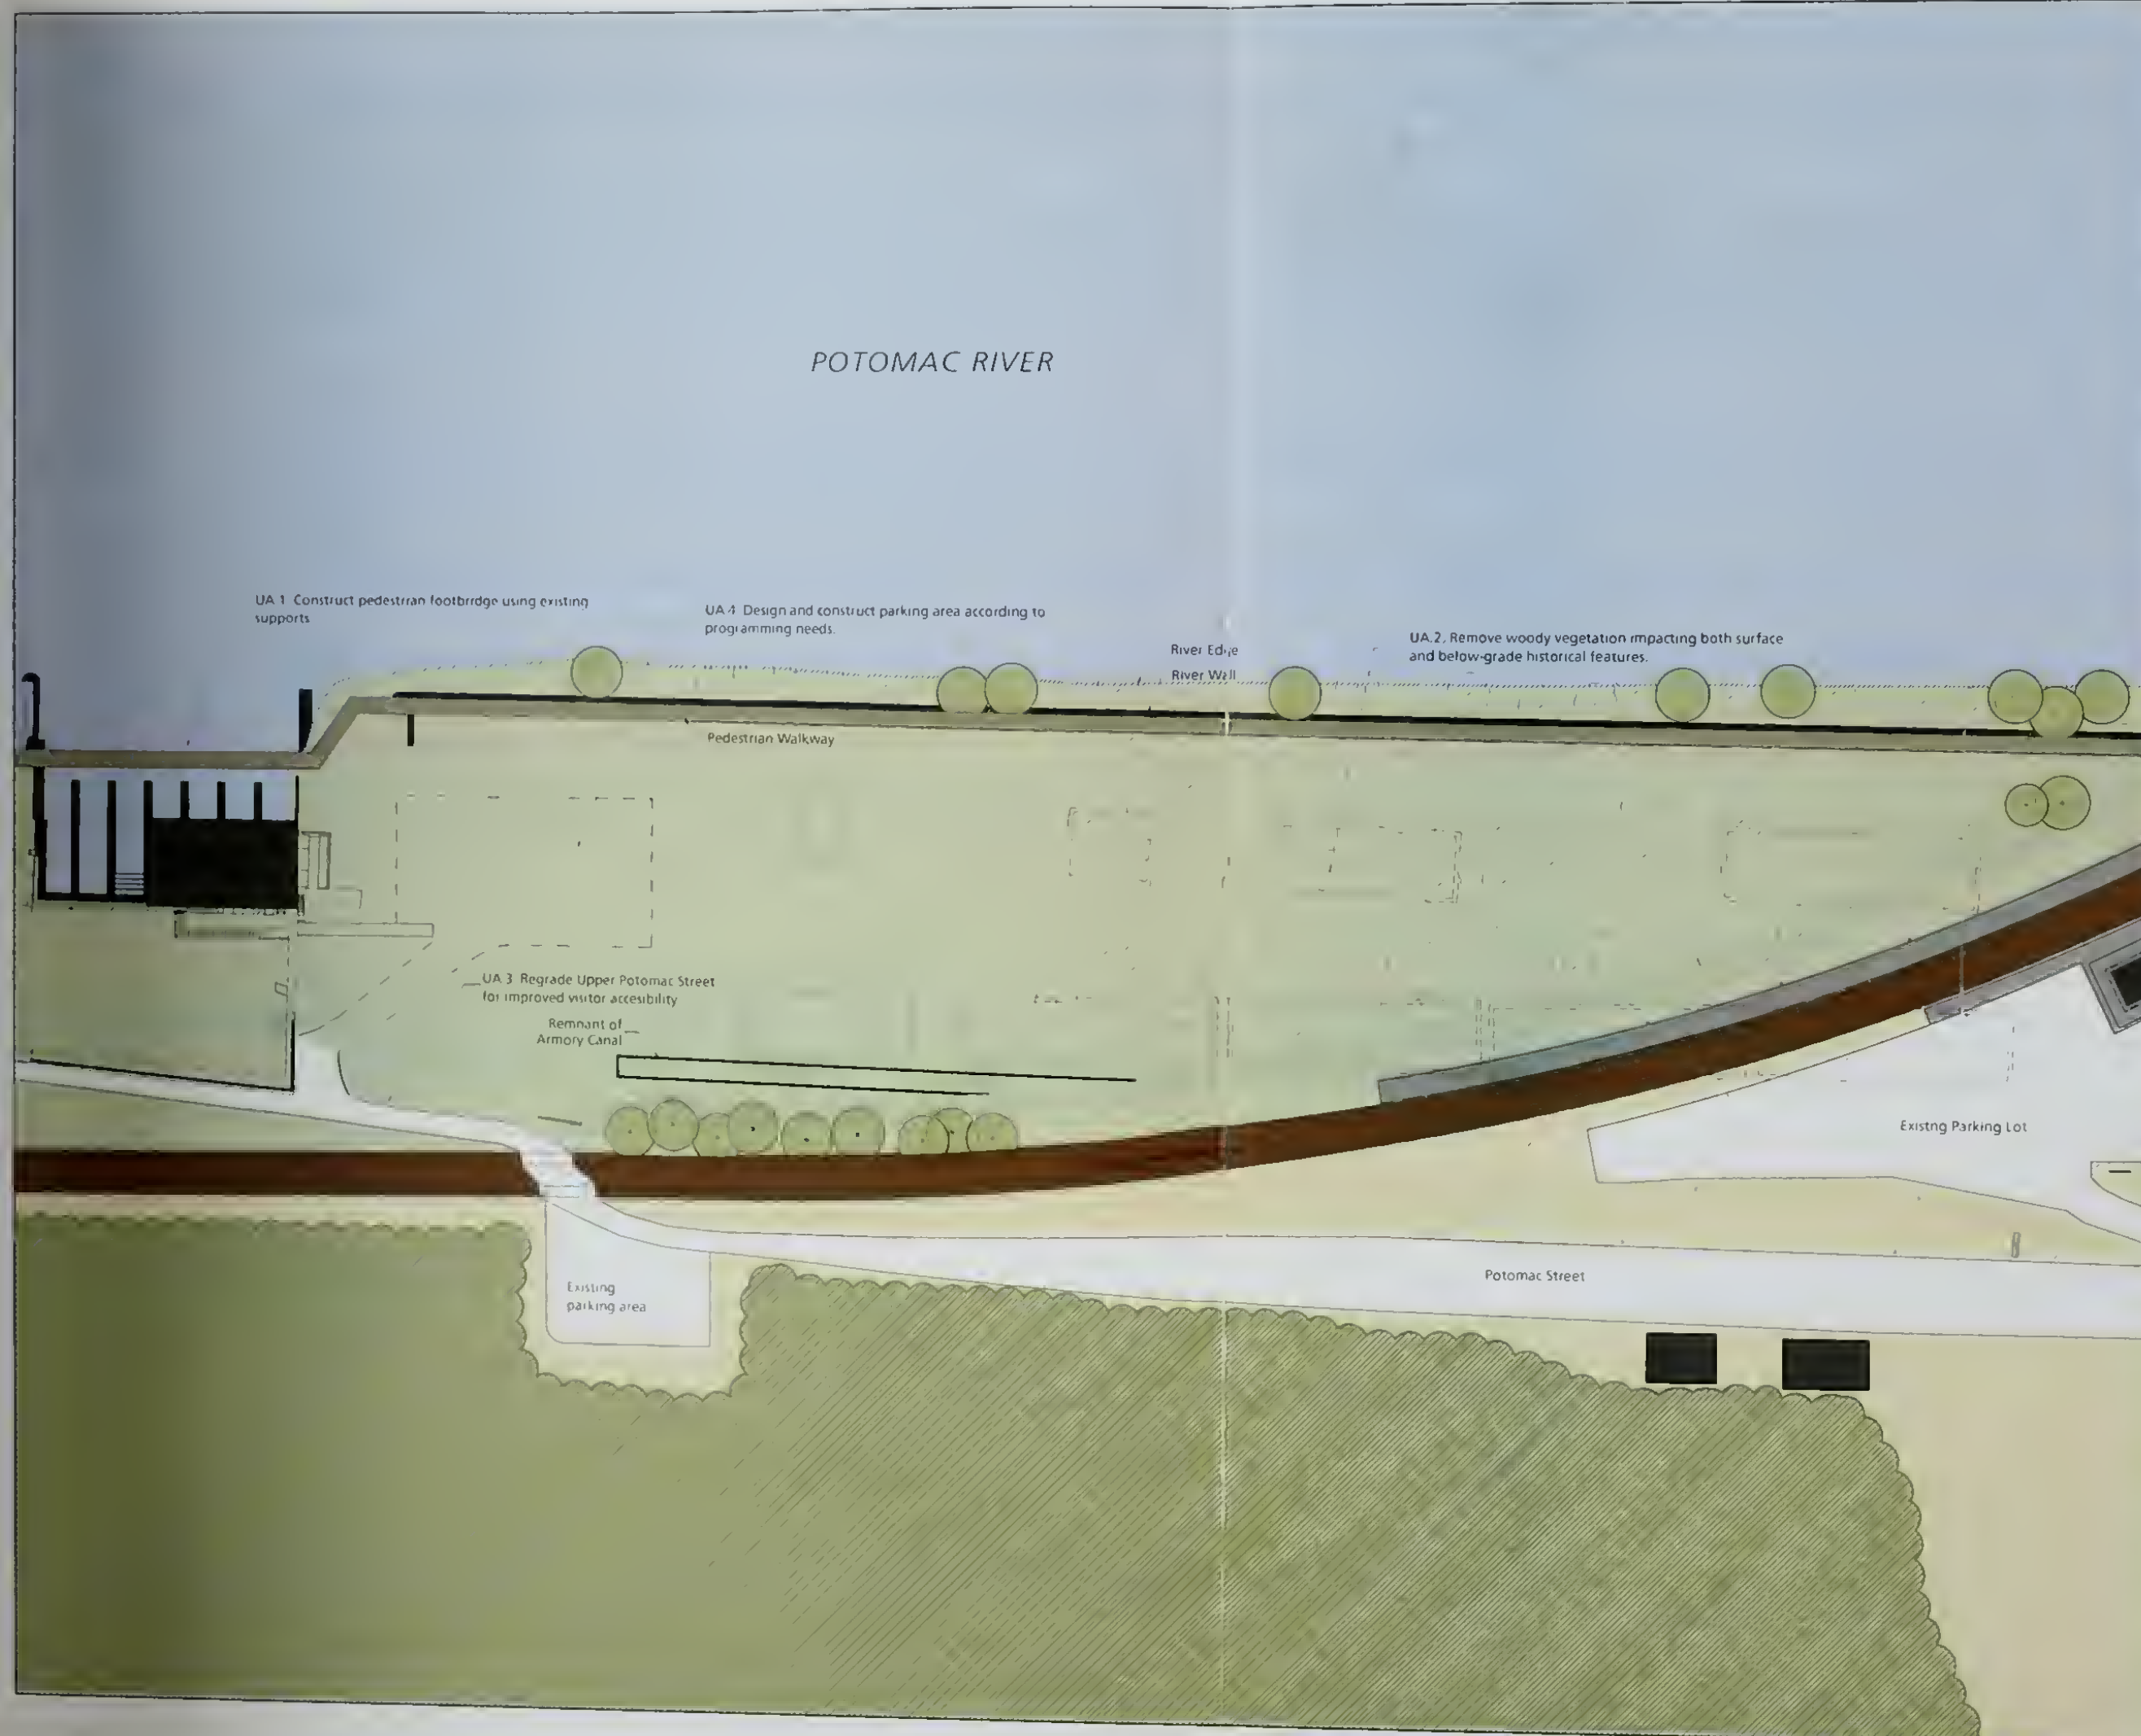 POTOMAC RIVER
UA 1 Construct pedestrian footbridge using existing
supports
UA 4 Design and construct parking area according to
programming needs.
River Edge
River Wall
UA.2. Remove woody vegetation impacting both surface
and below-grade historical features.
Pedestrian Walkway
UA 3 Regrade Upper Potomac Street
for improved visitor accesibility
Remnant of
Armory Canal
Existng Parking Lot
Potomac Street
Existing
parking area